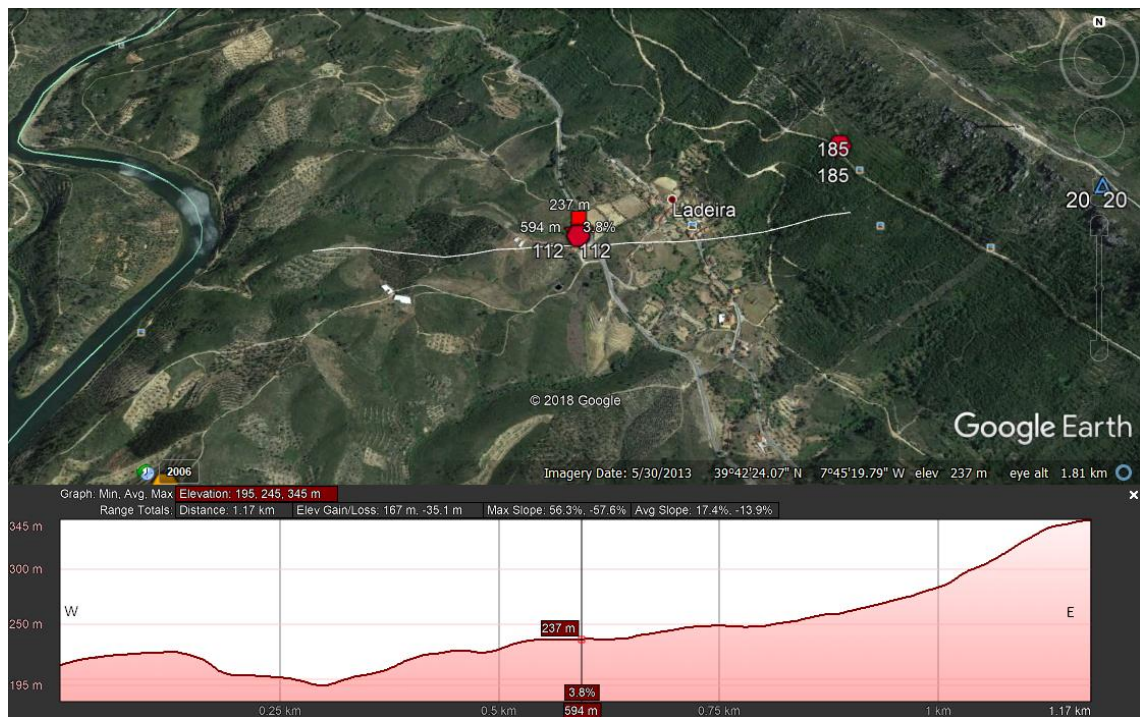 N
185
185
20 20
237 m
Ladeira
594 m 3.8%
112 112
© 2018 Google
Google Earth
2006
Imagery Date: 5/30/2013 39°42'24.07" N 7°45'19.79" W elev 237 m eye alt 1.81 km
Graph: Min, Avg, Max Elevation: 195, 245, 345 m
Range Totals: Distance: 1.17 km Elev Gain/Loss: 167 m, -35.1 m Max Slope: 56.3%, -57.6% Avg Slope: 17.4%, -13.9%
345 m
300 m
W E
250 m
237 m
195 m
3.8%
0.25 km 0.5 km 594 m 0.75 km 1 km 1.17 km